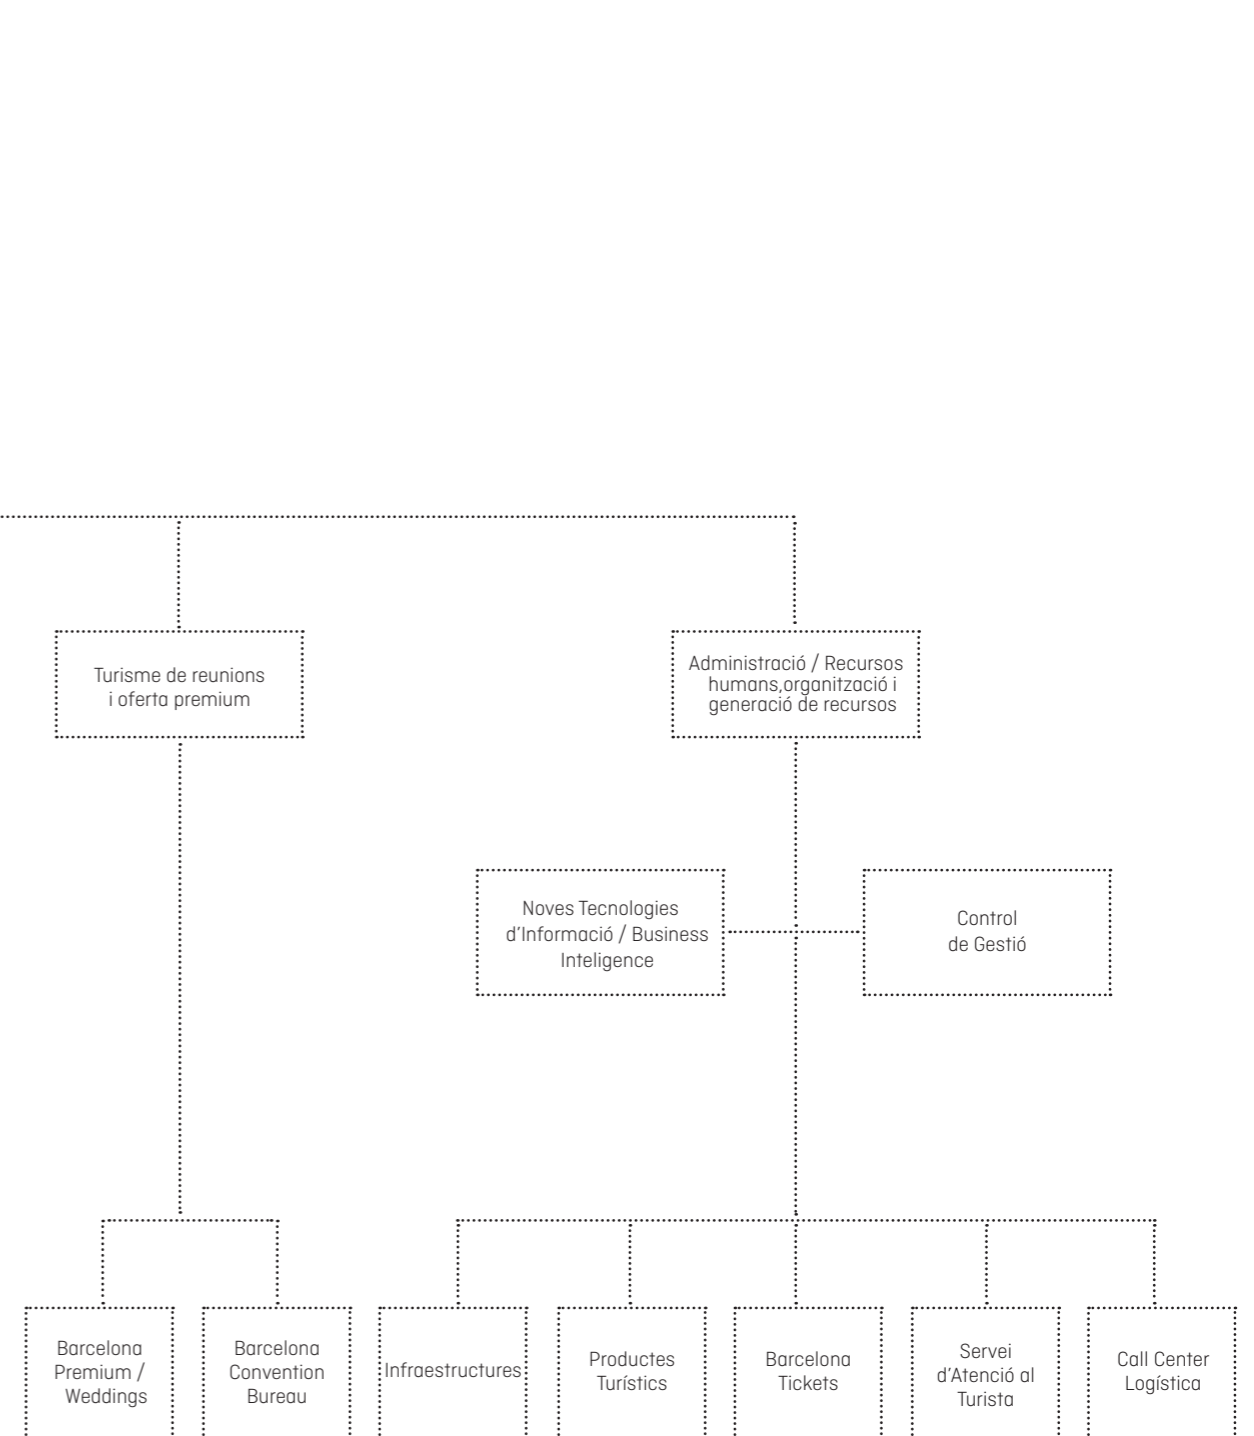 Turisme de reunions
i oferta premium
Administració / Recursos
humans,organització i
generació de recursos
Noves Tecnologies
d'Informació / Business
Inteligence
Control
de Gestió
Barcelona
Premium /
Weddings
Barcelona
Convention
Bureau
Infraestructures
Productes
Turístics
Barcelona
Tickets
Servei
d'Atenció al
Turista
Call Center
Logística